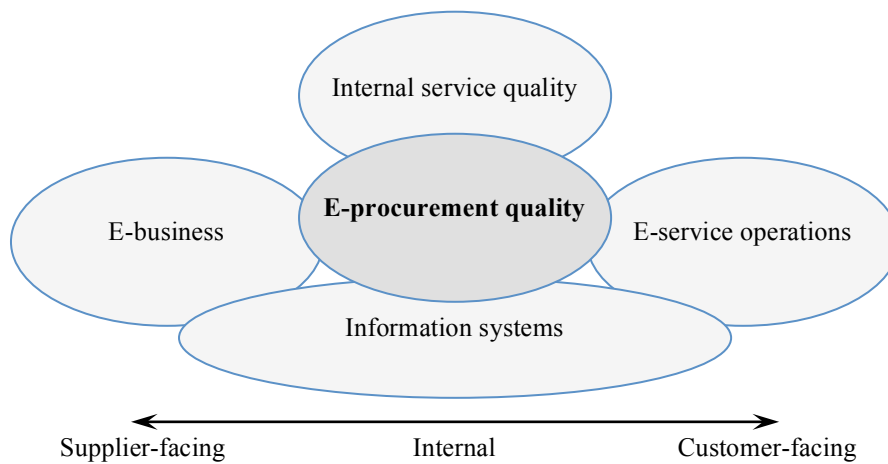 Internal service quality
E-procurement quality
E-business
E-service operations
Information systems
Supplier-facing
Internal
Customer-facing